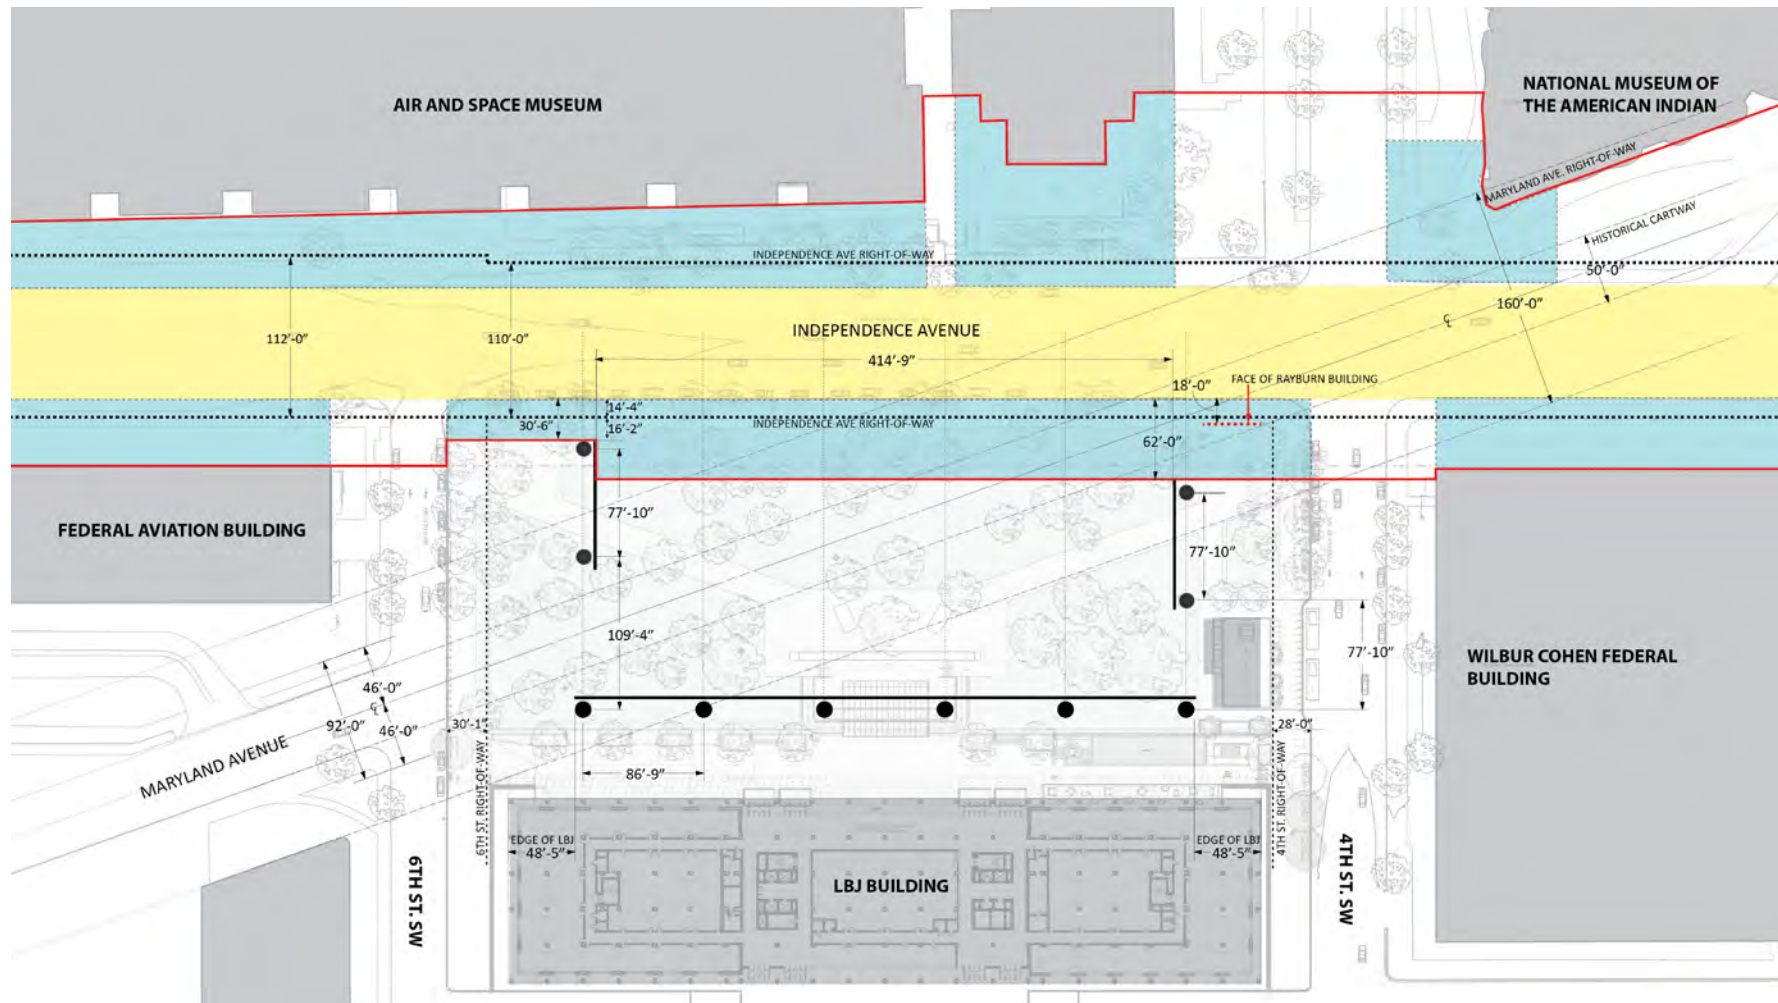 AIR AND SPACE MUSEUM
NATIONAL MUSEUM OF
THE AMERICAN INDIAN
MARYLAND AVE. RIGHT-OF-WAY
HISTORICAL CARTWAY
INDEPENDENCE AVE RIGHT-OF-WAY
50'-0"
160'-0"
112'-0"
110'-0"
INDEPENDENCE AVENUE
414'-9"
18'-0"
FACE OF RAYBURN BUILDING
14'-4"
30'-6"
16'-2"
INDEPENDENCE AVE RIGHT-OF-WAY
62'-0"
FEDERAL AVIATION BUILDING
77'-10"
77'-10"
109'-4"
77'-10"
WILBUR COHEN FEDERAL
BUILDING
46'-0"
92'-0"
46'-0"
30'-1"
28'-0"
MARYLAND AVENUE
86'-9"
6TH ST. RIGHT-OF-WAY
4TH ST. RIGHT-OF-WAY
EDGE OF LBJ
48'-5"
EDGE OF LBJ
48'-5"
LBJ BUILDING
6TH ST. SW
4TH ST. SW